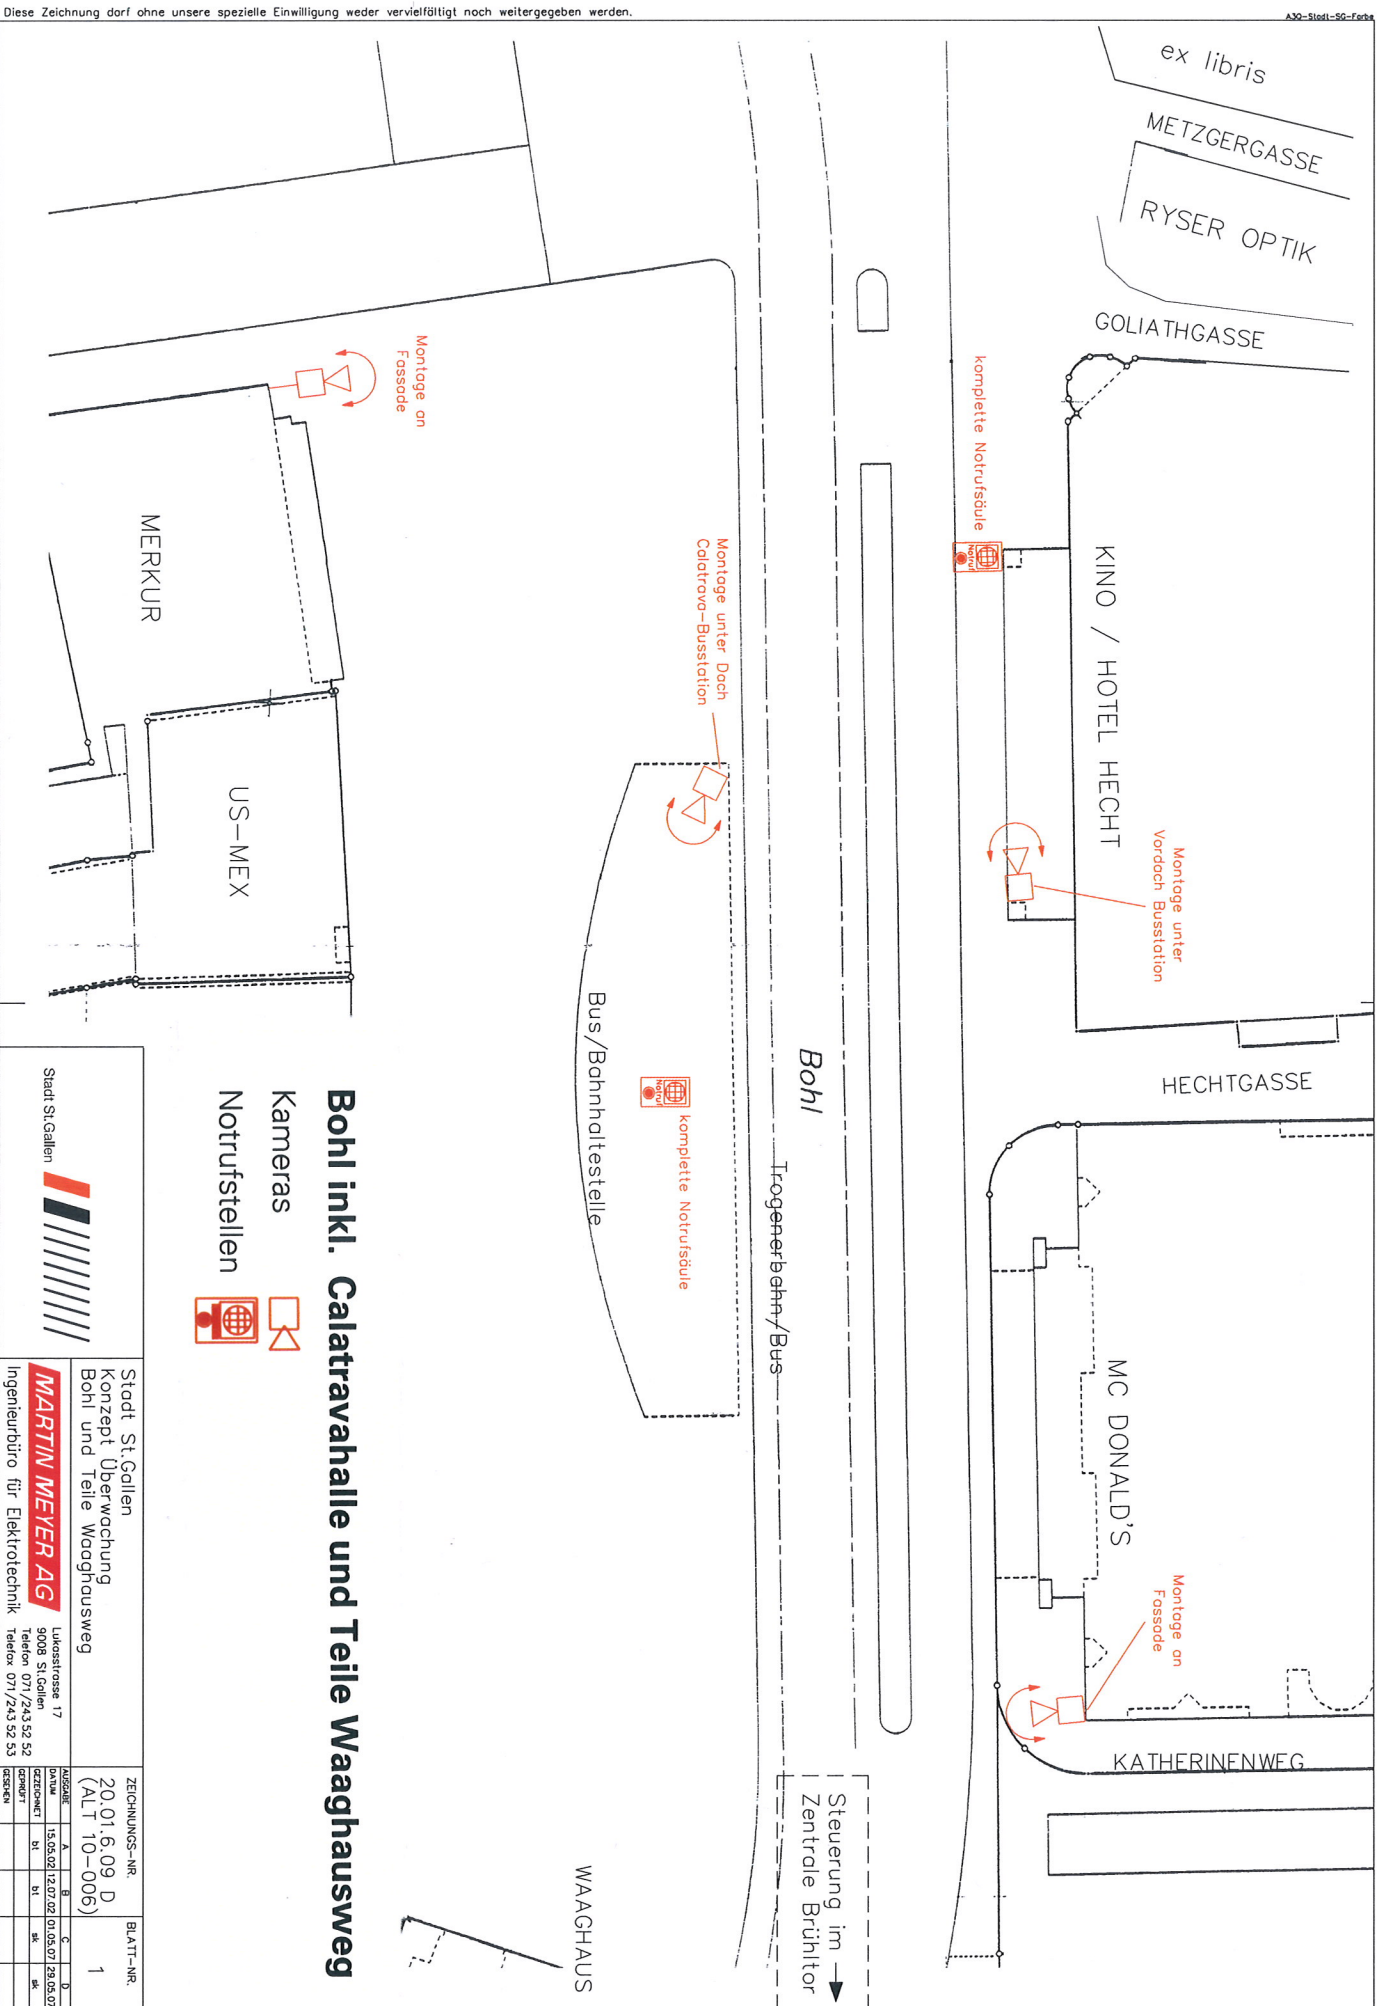 Diese Zeichnung darf ohne unsere spezielle Einwilligung weder vervielfältigt noch weitergegeben werden.
A3Q-Stadt-SG-Farbe
ex libris
METZGERGASSE
RYSER OPTIK
GOLIATHGASSE
komplette Notrufsäule
Notruf
KINO / HOTEL HECHT
Montage unter
Vordach Busstation
HECHTGASSE
MC DONALD'S
Montage an
Fassade
KATHERINENWEG
Bohl
Trogenerbahn/Bus
Steuerung im
Zentrale Brühltor
Montage unter Dach
Calatrava-Busstation
komplette Notrufsäule
Notruf
Bus/Bahnhaltestelle
WAAGHAUS
Montage an
Fassade
MERKUR
US-MEX
Bohl inkl. Calatravahalle und Teile Waaghausweg
Kameras
Notrufstellen
Stadt St.Gallen
Stadt St.Gallen
Konzept Überwachung
Bohl und Teile Waaghausweg
MARTIN MEYER AG
Ingenieurbüro für Elektrotechnik
Lukasstrasse 17
9008 St.Gallen
Telefon 071/243 52 52
Telefax 071/243 52 53
ZEICHNUNGS-NR.
20.01.6.09 D
(ALT 10-006)
BLATT-NR.
1
AUSGABE A B C D
DATUM 15.05.02 12.07.02 01.05.07 29.05.07
GEZEICHNET bt bt sk sk
GEPRÜFT
GESEHEN